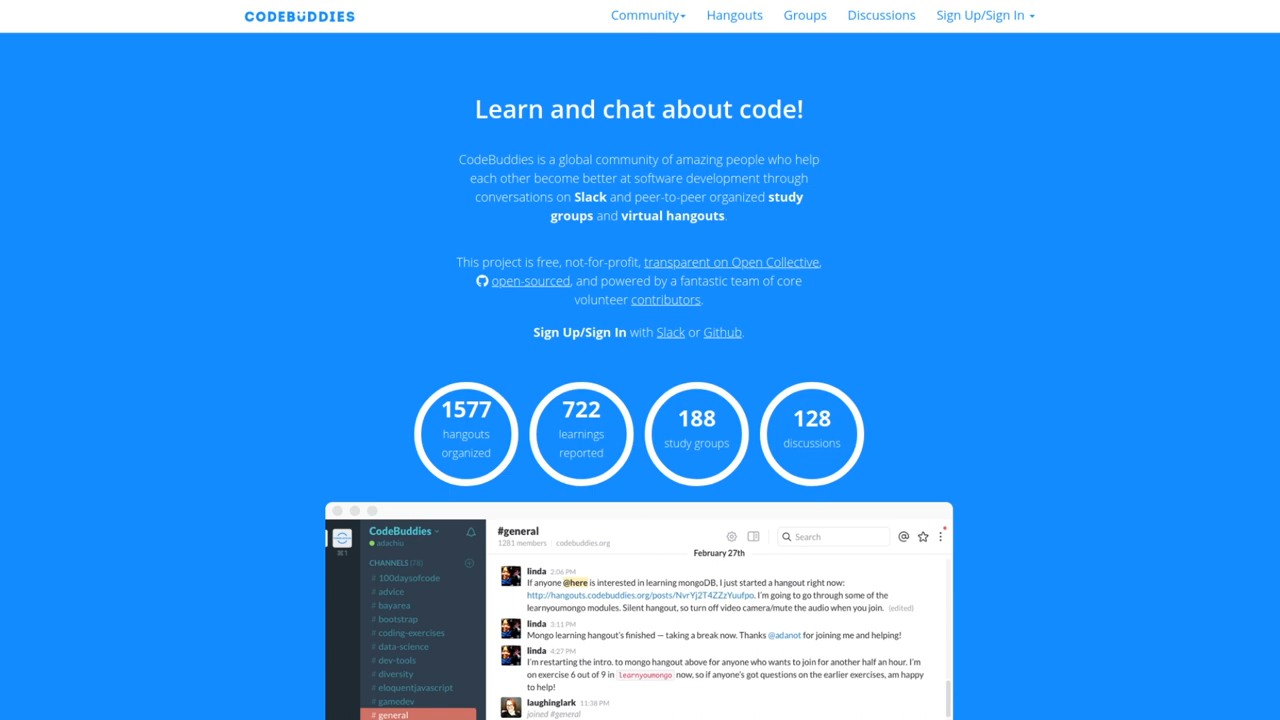 CODEBUDDIES
Community Hangouts Groups Discussions Sign Up/Sign In
Learn and chat about code!
CodeBuddies is a global community of amazing people who help
each other become better at software development through
conversations on Slack and peer-to-peer organized study
groups and virtual hangouts.
This project is free, not-for-profit, transparent on Open Collective,
open-sourced, and powered by a fantastic team of core
volunteer contributors.
Sign Up/Sign In with Slack or Github.
1577
hangouts
organized
722
learnings
reported
188
study groups
128
discussions
CodeBuddies
adachiu
⌘1
CHANNELS (78)
# 100daysofcode
# advice
# bayarea
# bootstrap
# coding-exercises
# data-science
# dev-tools
# diversity
# eloquentjavascript
# gamedev
# general
#general
1281 members | codebuddies.org
Search
February 27th
linda 2:06 PM
If anyone @here is interested in learning mongoDB, I just started a hangout right now:
http://hangouts.codebuddies.org/posts/NvrYj2T4ZZzYuufpo. I'm going to go through some of the
learnyoumongo modules. Silent hangout, so turn off video camera/mute the audio when you join. (edited)
linda 3:11 PM
Mongo learning hangout's finished — taking a break now. Thanks @adanot for joining me and helping!
linda 4:27 PM
I'm restarting the intro. to mongo hangout above for anyone who wants to join for another half an hour. I'm
on exercise 6 out of 9 in learnyoumongo now, so if anyone's got questions on the earlier exercises, am happy
to help!
laughinglark 11:38 PM
joined #general